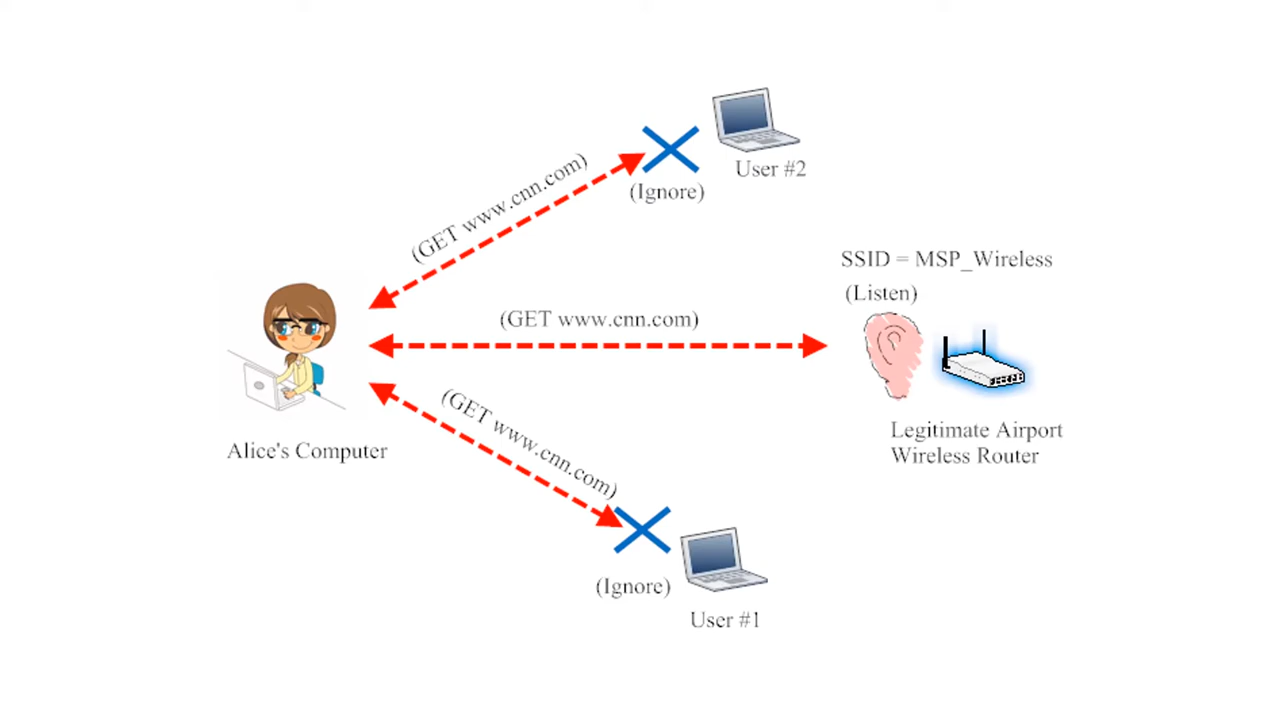 (GET www.cnn.com)
User #2
(Ignore)
SSID = MSP_Wireless
(Listen)
(GET www.cnn.com)
Alice's Computer
Legitimate Airport
Wireless Router
(GET www.cnn.com)
(Ignore)
User #1